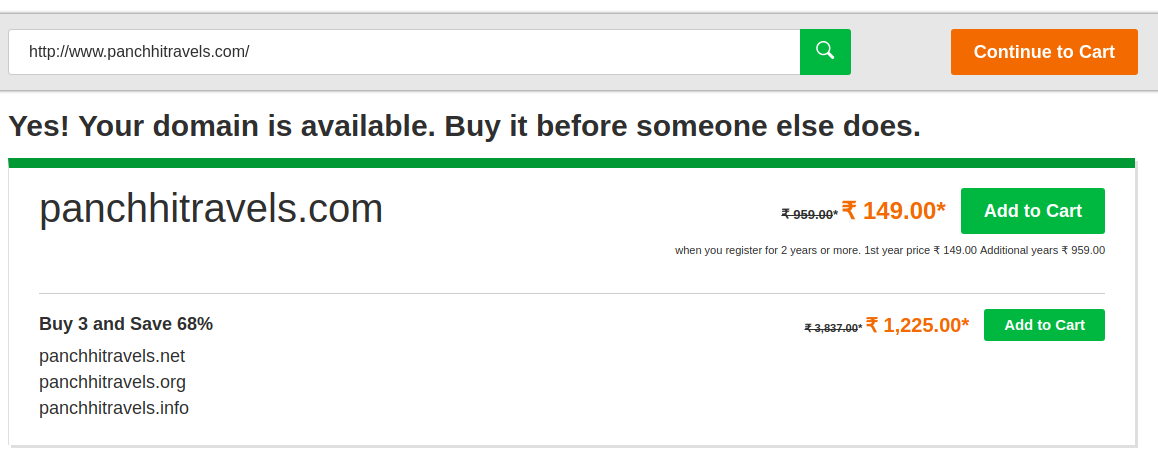 http://www.panchhitravels.com/
Continue to Cart
Yes! Your domain is available. Buy it before someone else does.
panchhitravels.com
₹ 959.00* ₹ 149.00*
Add to Cart
when you register for 2 years or more. 1st year price ₹ 149.00 Additional years ₹ 959.00
Buy 3 and Save 68%
₹ 3,837.00* ₹ 1,225.00*
Add to Cart
panchhitravels.net
panchhitravels.org
panchhitravels.info